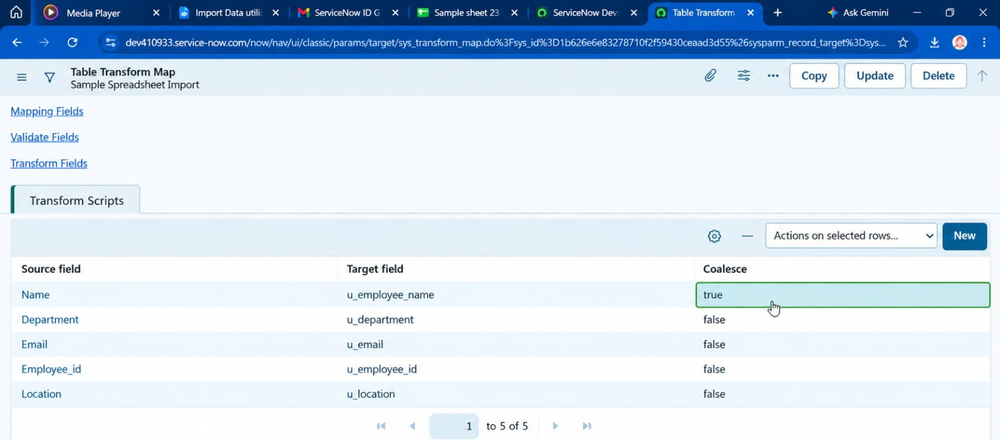 Media Player
Import Data utilit
ServiceNow ID G
Sample sheet 23
ServiceNow Dev
Table Transform
Ask Gemini
dev410933.service-now.com/now/nav/ui/classic/params/target/sys_transform_map.do%3Fsys_id%3D1b626e6e83278710f2f59430ceaad3d55%26sysparm_record_target%3Dsys...
Table Transform Map
Sample Spreadsheet Import
Copy
Update
Delete
Mapping Fields
Validate Fields
Transform Fields
Transform Scripts
Actions on selected rows...
New
Source field Target field Coalesce
Name u_employee_name true
Department u_department false
Email u_email false
Employee_id u_employee_id false
Location u_location false
1 to 5 of 5